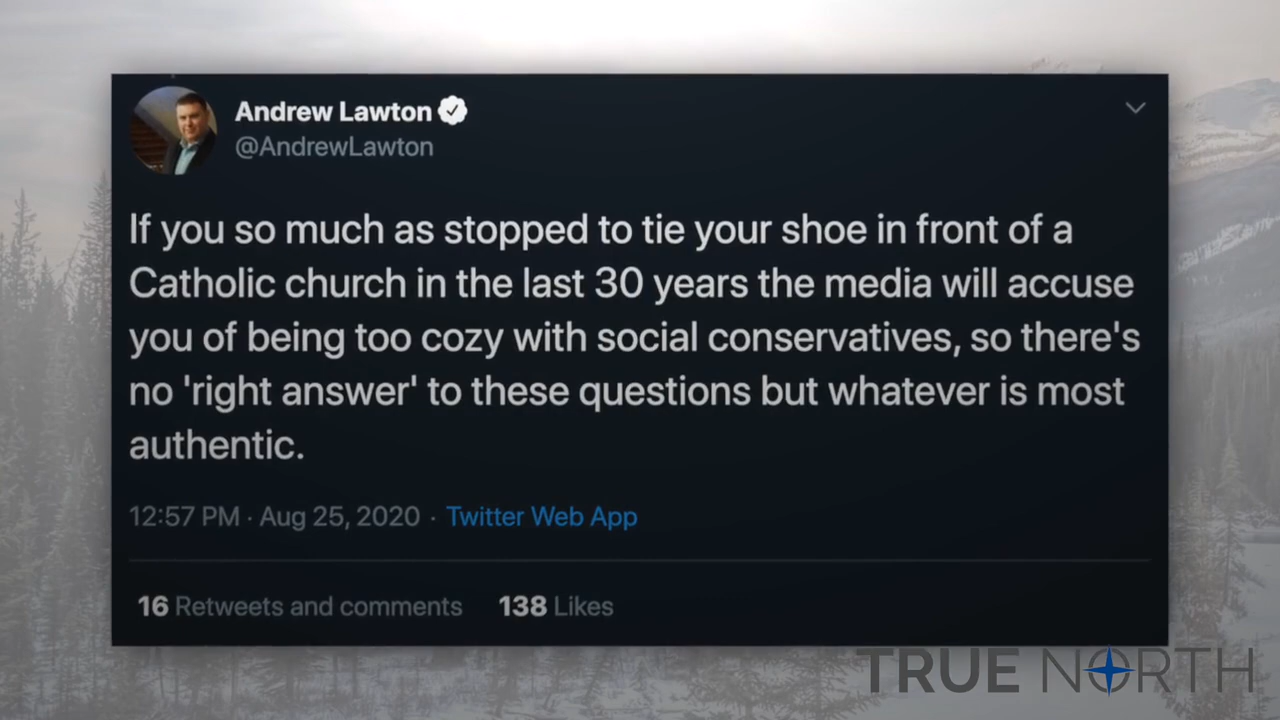 Andrew Lawton
@AndrewLawton
If you so much as stopped to tie your shoe in front of a
Catholic church in the last 30 years the media will accuse
you of being too cozy with social conservatives, so there's
no 'right answer' to these questions but whatever is most
authentic.
12:57 PM · Aug 25, 2020 · Twitter Web App
16 Retweets and comments 138 Likes
TRUE NORTH